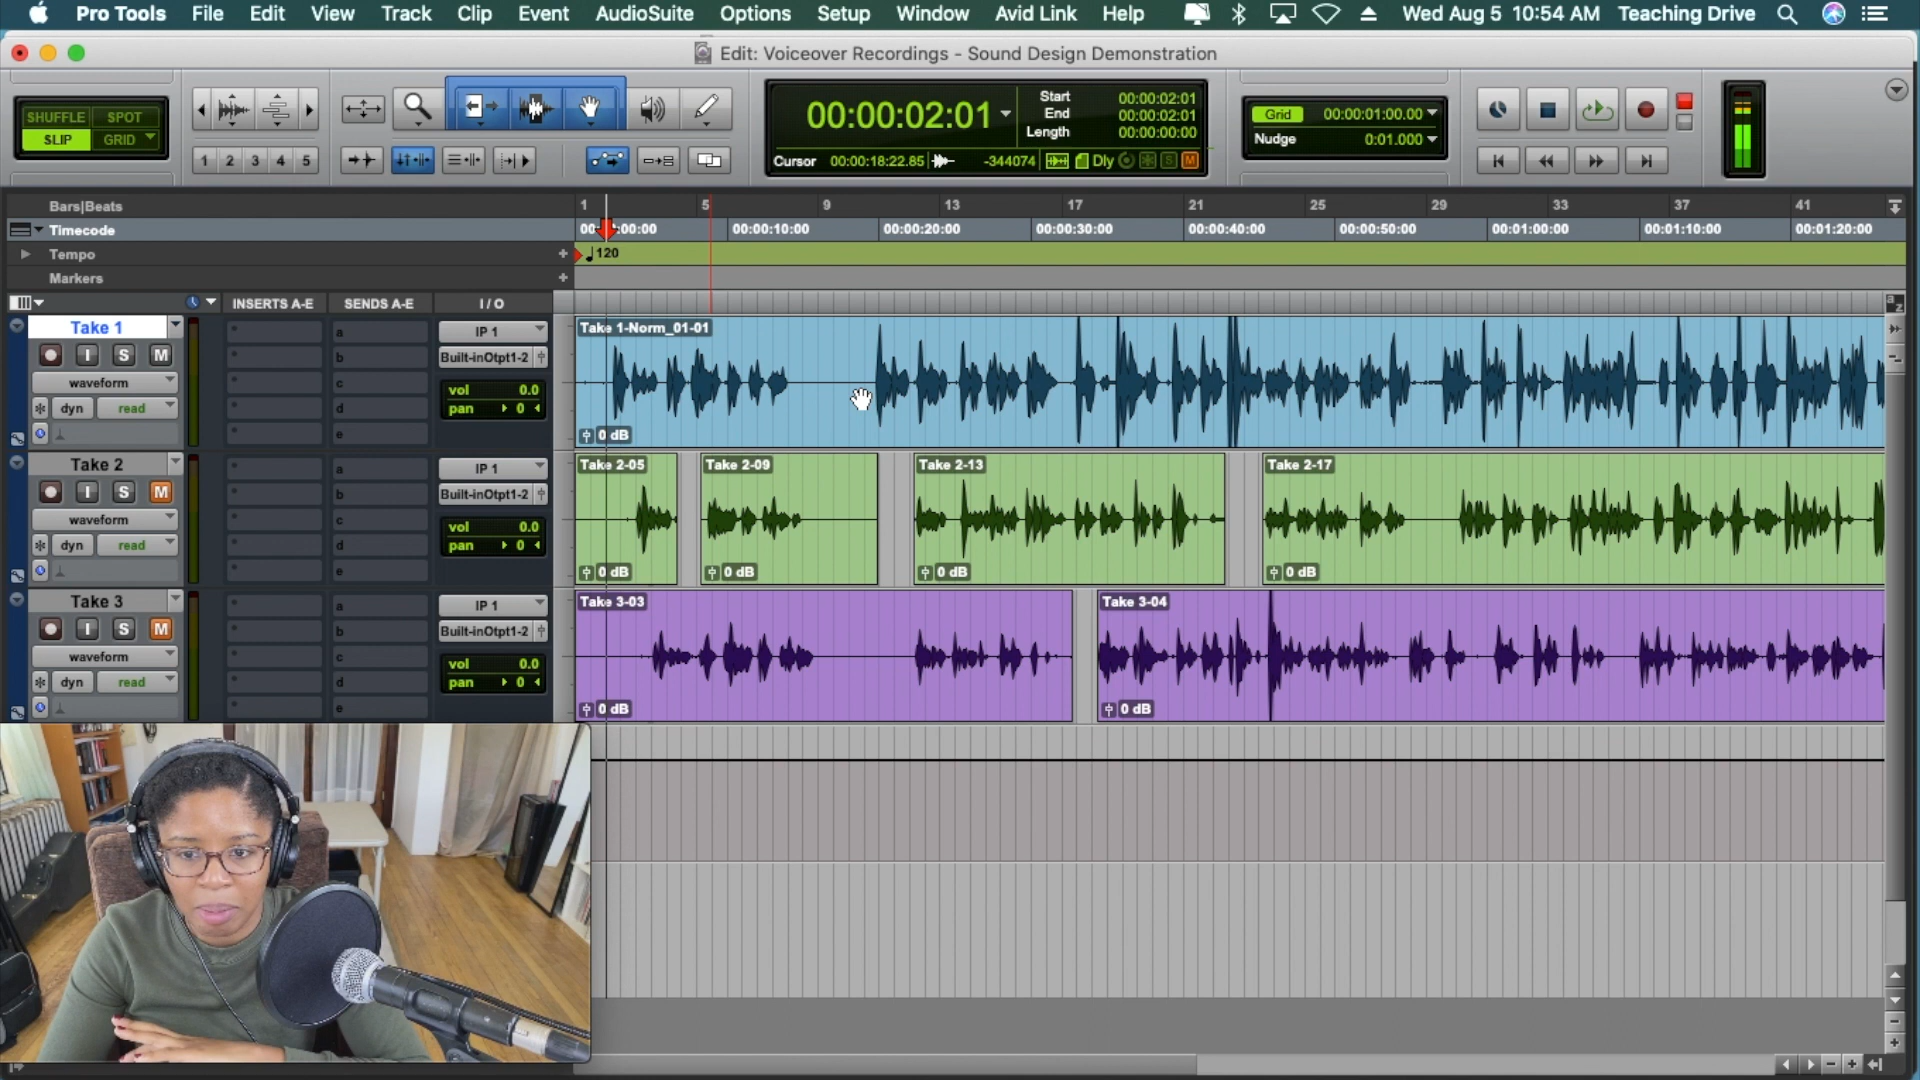 Pro Tools File Edit View Track Clip Event AudioSuite Options Setup Window Avid Link Help Wed Aug 5 10:54 AM Teaching Drive
Edit: Voiceover Recordings - Sound Design Demonstration
SHUFFLE SPOT
SLIP GRID
1 2 3 4 5
00:00:02:01
Start 00:00:02:01
End 00:00:02:01
Length 00:00:00:00
Cursor 00:00:18:22.85 -344074 Dly S M
Grid 00:00:01:00.00
Nudge 0:01.000
Bars|Beats 1 5 9 13 17 21 25 29 33 37 41
Timecode 00:00:00 00:00:10:00 00:00:20:00 00:00:30:00 00:00:40:00 00:00:50:00 00:01:00:00 00:01:10:00 00:01:20:00
Tempo + 120
Markers +
INSERTS A-E SENDS A-E I / O
a z
Take 1
I S M
waveform
dyn read
a
b
c
d
e
IP 1
Built-inOtpt1-2
vol 0.0
pan 0
Take 1-Norm_01-01
0 dB
Take 2
I S M
waveform
dyn read
a
b
c
d
e
IP 1
Built-inOtpt1-2
vol 0.0
pan 0
Take 2-05 Take 2-09 Take 2-13 Take 2-17
0 dB 0 dB 0 dB 0 dB
Take 3
I S M
waveform
dyn read
a
b
c
d
e
IP 1
Built-inOtpt1-2
vol 0.0
pan 0
Take 3-03 Take 3-04
0 dB 0 dB